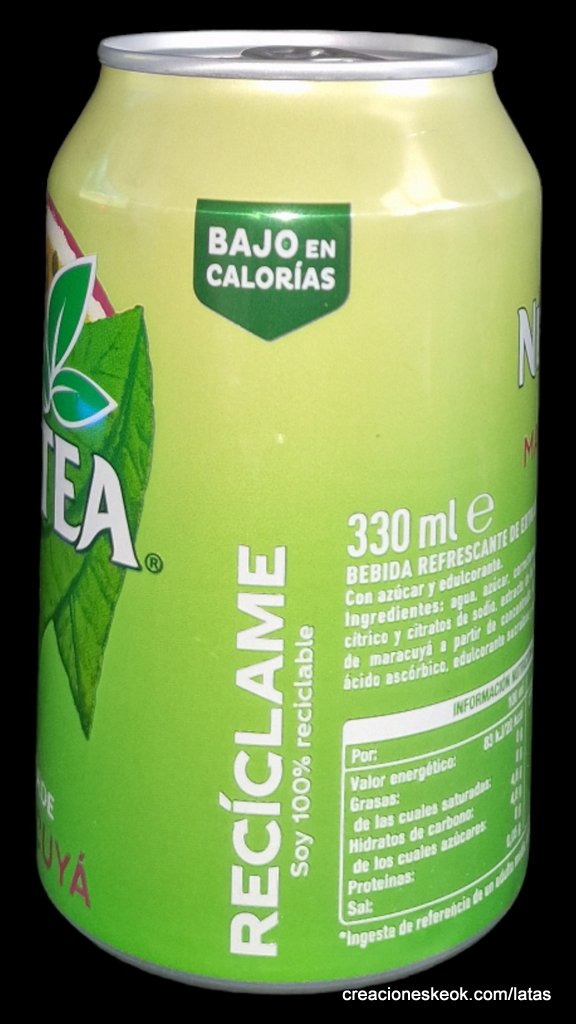 BAJO EN
CALORÍAS
TEA®
UYÁ
RECÍCLAME
Soy 100% reciclable
330 ml ℮
BEBIDA REFRESCANTE DE
Con azúcar y edulcorante.
Ingredientes: agua, azúcar,
cítrico y citratos de sodio, extracto
de maracuyá a partir de
ácido ascórbico, edulcorante
INFORMACIÓN
Por:
Valor energético:
Grasas:
de las cuales saturadas:
Hidratos de carbono:
de los cuales azúcares:
Proteínas:
Sal:
*Ingesta de referencia de un adulto
creacioneskeok.com/latas